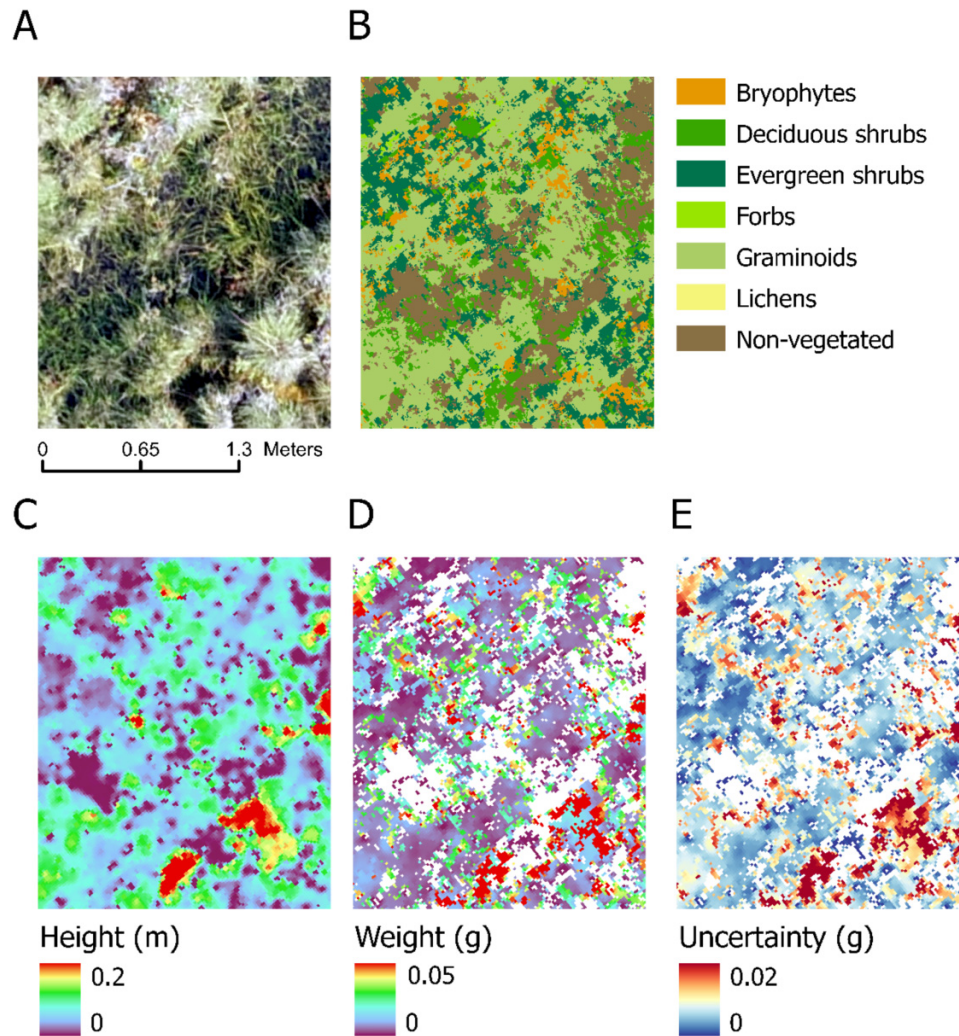 A
B
Bryophytes
Deciduous shrubs
Evergreen shrubs
Forbs
Graminoids
Lichens
Non-vegetated
0 0.65 1.3 Meters
C
D
E
Height (m)
0.2
0
Weight (g)
0.05
0
Uncertainty (g)
0.02
0